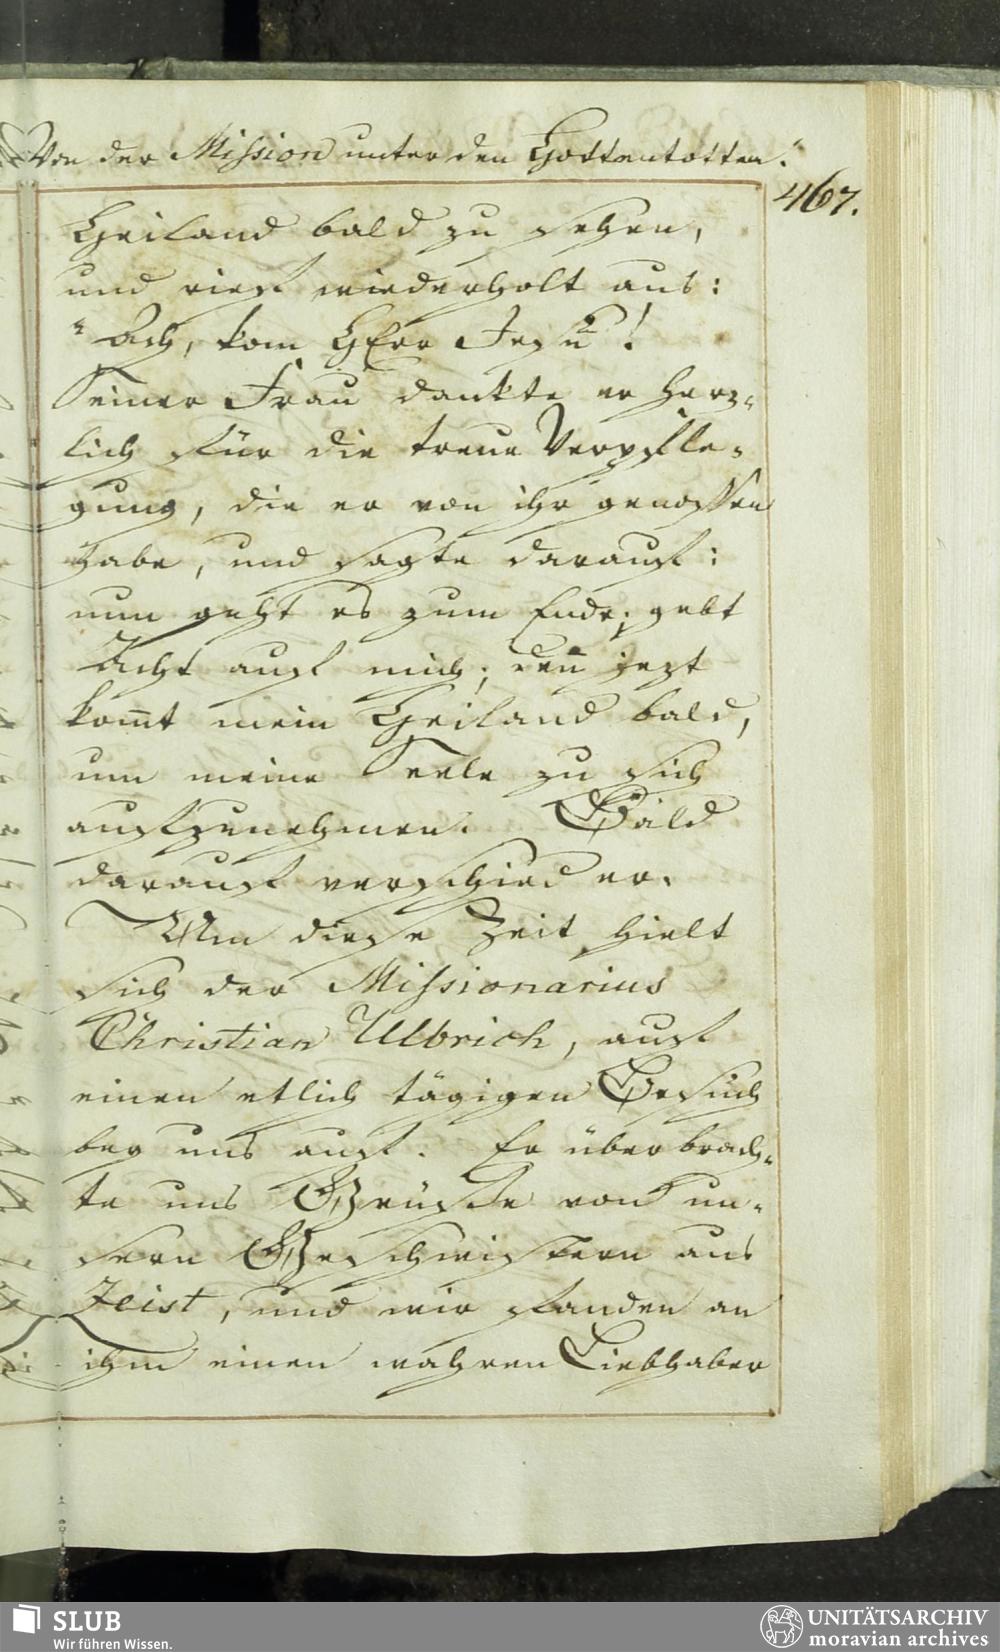 Von der Mission unter den Hottentotten.
467.
Heiland bald zu sehen,
und rief wiederholt aus:
"Ach, kom̄ HErr Jesu"!
Seiner Frau dankte er herz-
lich für die treue Verpfle-
gung, die er von ihr genossen
habe, und sagte darauf:
nun geht es zum Ende; gebt
Acht auf mich; den̄ jezt
kom̄t mein Heiland bald,
um meine Seele zu sich
aufzunehmen. Bald
darauf verschied er.
Um diese Zeit hielt
sich der Missionarius
Christian Ulbrich, auf
einen etlich tägigen Besuch
bey uns auf. Er überbrach-
te uns Grüße von un-
sern Geschwistern aus
Zeist, und wir fanden an
ihm einen wahren Liebhaber
SLUB
Wir führen Wissen.
UNITÄTSARCHIV
moravian archives